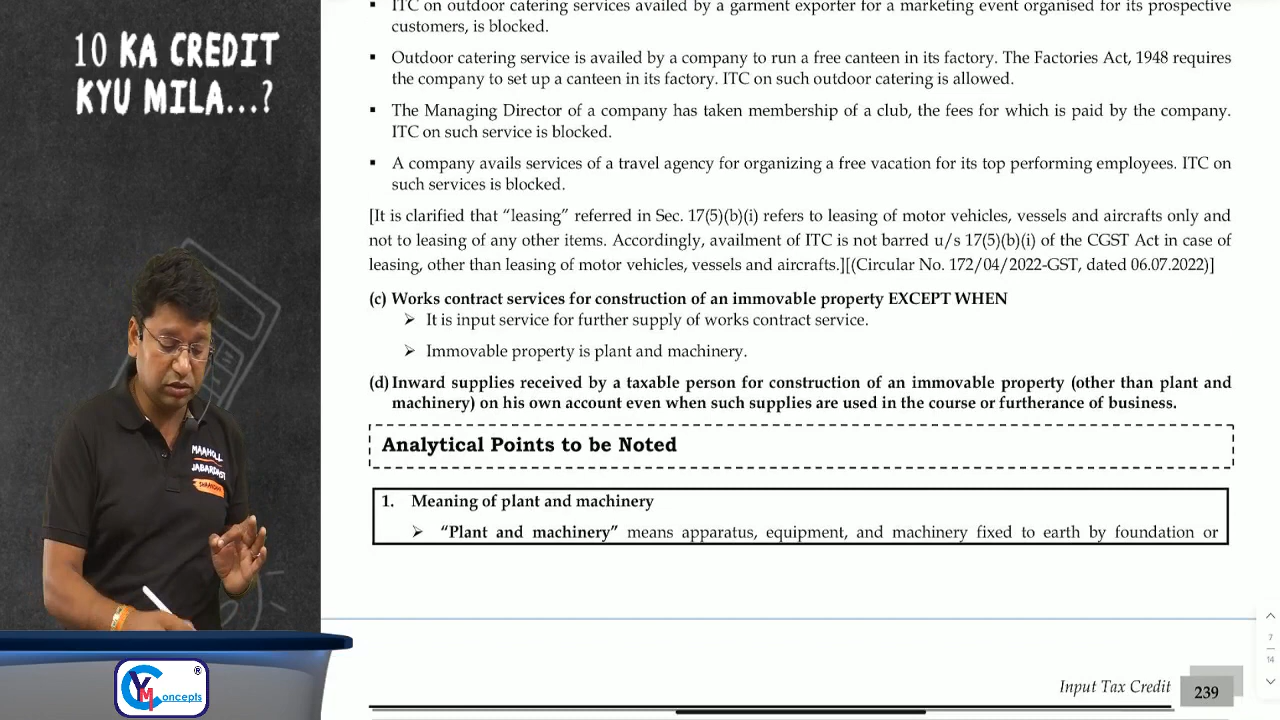 10 KA CREDIT
KYU MILA...?
▪ ITC on outdoor catering services availed by a garment exporter for a marketing event organised for its prospective
customers, is blocked.
▪ Outdoor catering service is availed by a company to run a free canteen in its factory. The Factories Act, 1948 requires
the company to set up a canteen in its factory. ITC on such outdoor catering is allowed.
▪ The Managing Director of a company has taken membership of a club, the fees for which is paid by the company.
ITC on such service is blocked.
▪ A company avails services of a travel agency for organizing a free vacation for its top performing employees. ITC on
such services is blocked.
[It is clarified that “leasing” referred in Sec. 17(5)(b)(i) refers to leasing of motor vehicles, vessels and aircrafts only and
not to leasing of any other items. Accordingly, availment of ITC is not barred u/s 17(5)(b)(i) of the CGST Act in case of
leasing, other than leasing of motor vehicles, vessels and aircrafts.][(Circular No. 172/04/2022-GST, dated 06.07.2022)]
(c) Works contract services for construction of an immovable property EXCEPT WHEN
➢ It is input service for further supply of works contract service.
➢ Immovable property is plant and machinery.
(d) Inward supplies received by a taxable person for construction of an immovable property (other than plant and
machinery) on his own account even when such supplies are used in the course or furtherance of business.
Analytical Points to be Noted
1. Meaning of plant and machinery
➢ “Plant and machinery” means apparatus, equipment, and machinery fixed to earth by foundation or
Input Tax Credit 239
7
14
MAAHOLL
JABARDAST
YM Concepts ®